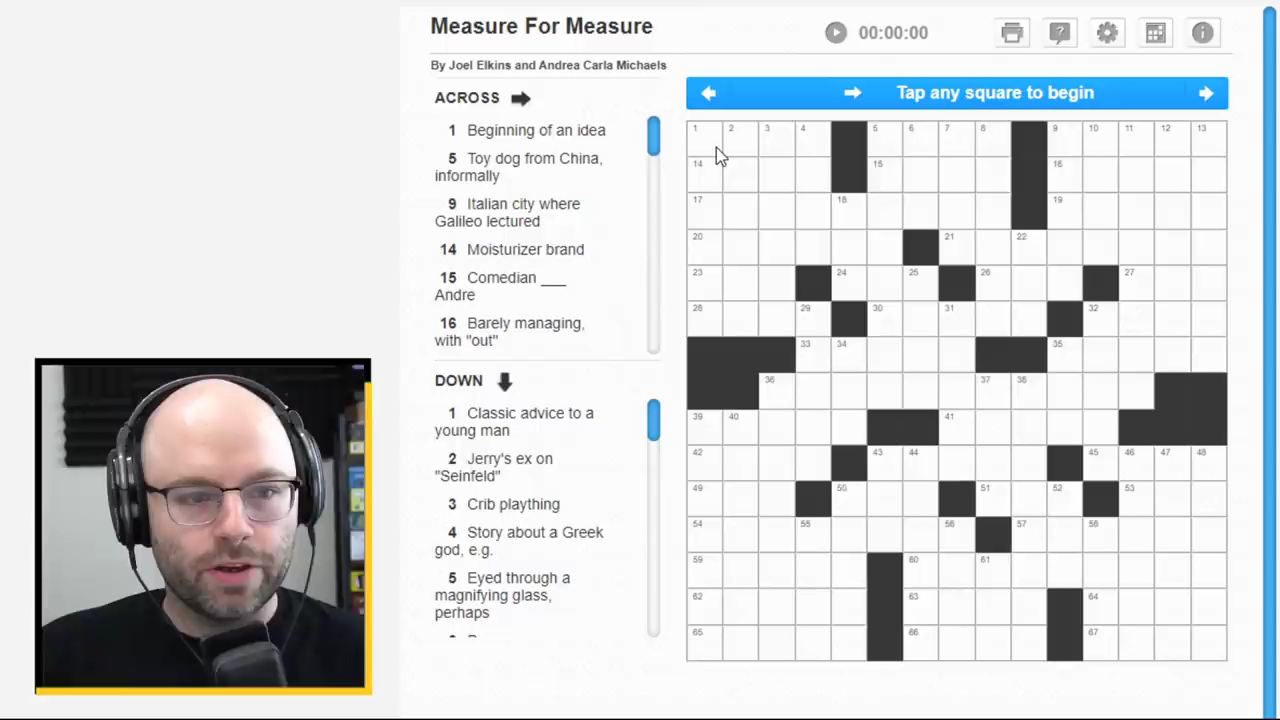 Measure For Measure
00:00:00
By Joel Elkins and Andrea Carla Michaels
ACROSS
1 Beginning of an idea
5 Toy dog from China,
informally
9 Italian city where
Galileo lectured
14 Moisturizer brand
15 Comedian ___
Andre
16 Barely managing,
with "out"
DOWN
1 Classic advice to a
young man
2 Jerry's ex on
"Seinfeld"
3 Crib plaything
4 Story about a Greek
god, e.g.
5 Eyed through a
magnifying glass,
perhaps
Tap any square to begin
1 2 3 4 5 6 7 8 9 10 11 12 13
14 15 16
17 18 19
20 21 22
23 24 25 26 27
28 29 30 31 32
33 34 35
36 37 38
39 40 41
42 43 44 45 46 47 48
49 50 51 52 53
54 55 56 57 58
59 60 61
62 63 64
65 66 67